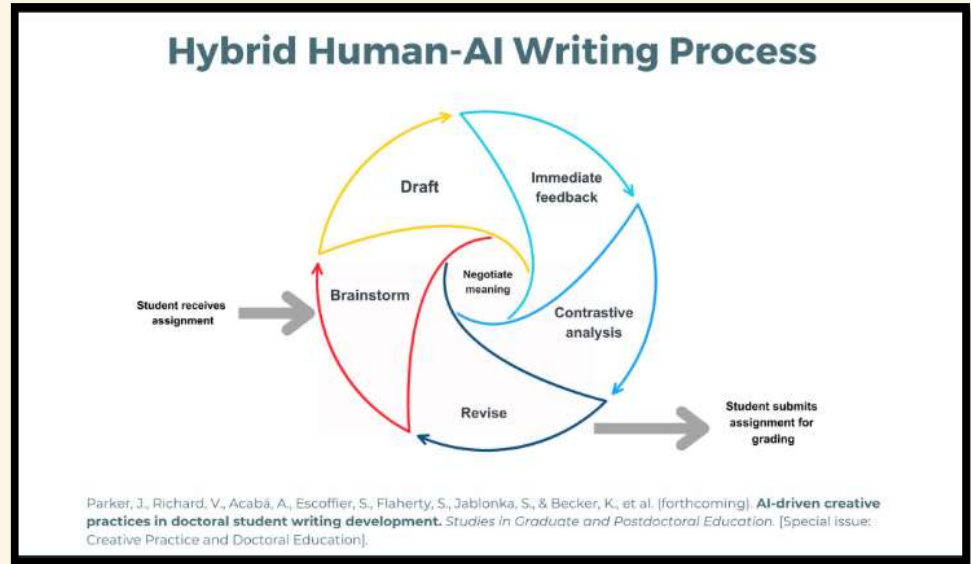 Hybrid Human-AI Writing Process
Draft
Immediate
feedback
Negotiate
meaning
Brainstorm
Student receives
assignment
Contrastive
analysis
Revise
Student submits
assignment for
grading
Parker, J., Richard, V., Acabá, A., Escoffier, S., Flaherty, S., Jablonka, S., & Becker, K., et al. (forthcoming). AI-driven creative
practices in doctoral student writing development. Studies in Graduate and Postdoctoral Education. [Special issue:
Creative Practice and Doctoral Education].